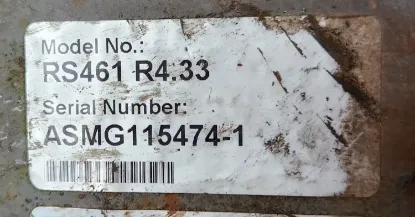 Model No.:
RS461 R4.33
Serial Number:
ASMG115474-1